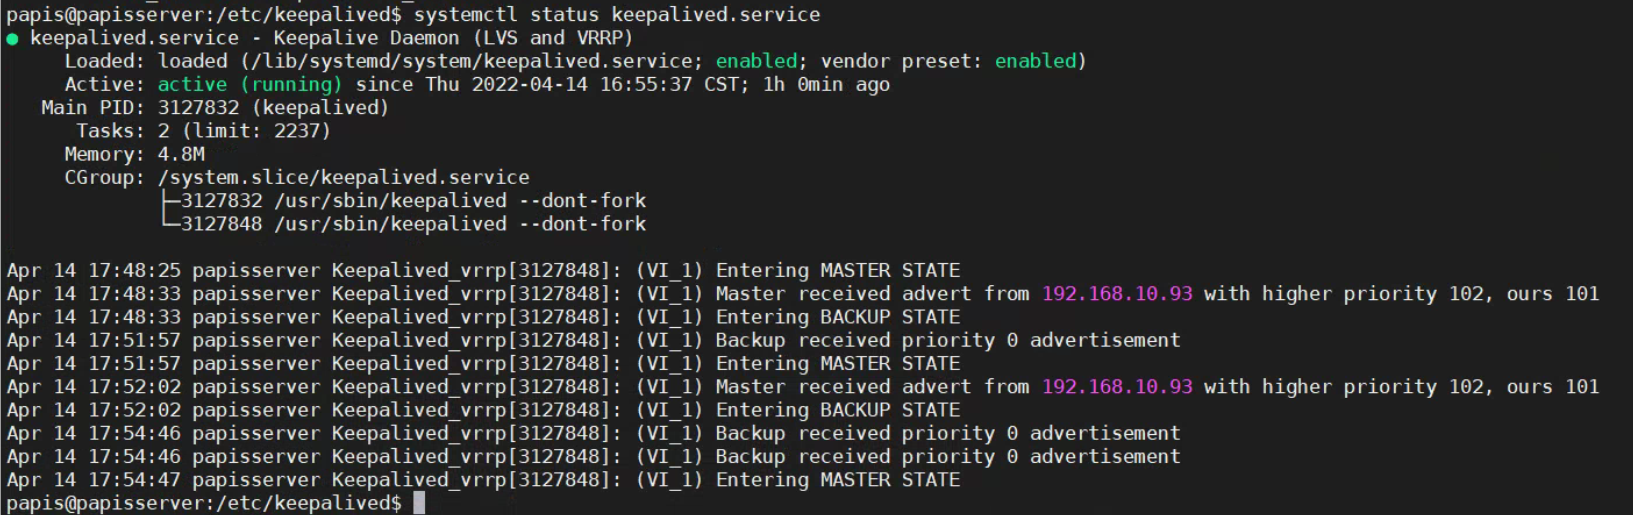 papis@papisserver:/etc/keepalived$ systemctl status keepalived.service
● keepalived.service - Keepalive Daemon (LVS and VRRP)
     Loaded: loaded (/lib/systemd/system/keepalived.service; enabled; vendor preset: enabled)
     Active: active (running) since Thu 2022-04-14 16:55:37 CST; 1h 0min ago
   Main PID: 3127832 (keepalived)
      Tasks: 2 (limit: 2237)
     Memory: 4.8M
     CGroup: /system.slice/keepalived.service
             ├─3127832 /usr/sbin/keepalived --dont-fork
             └─3127848 /usr/sbin/keepalived --dont-fork

Apr 14 17:48:25 papisserver Keepalived_vrrp[3127848]: (VI_1) Entering MASTER STATE
Apr 14 17:48:33 papisserver Keepalived_vrrp[3127848]: (VI_1) Master received advert from 192.168.10.93 with higher priority 102, ours 101
Apr 14 17:48:33 papisserver Keepalived_vrrp[3127848]: (VI_1) Entering BACKUP STATE
Apr 14 17:51:57 papisserver Keepalived_vrrp[3127848]: (VI_1) Backup received priority 0 advertisement
Apr 14 17:51:57 papisserver Keepalived_vrrp[3127848]: (VI_1) Entering MASTER STATE
Apr 14 17:52:02 papisserver Keepalived_vrrp[3127848]: (VI_1) Master received advert from 192.168.10.93 with higher priority 102, ours 101
Apr 14 17:52:02 papisserver Keepalived_vrrp[3127848]: (VI_1) Entering BACKUP STATE
Apr 14 17:54:46 papisserver Keepalived_vrrp[3127848]: (VI_1) Backup received priority 0 advertisement
Apr 14 17:54:46 papisserver Keepalived_vrrp[3127848]: (VI_1) Backup received priority 0 advertisement
Apr 14 17:54:47 papisserver Keepalived_vrrp[3127848]: (VI_1) Entering MASTER STATE
papis@papisserver:/etc/keepalived$